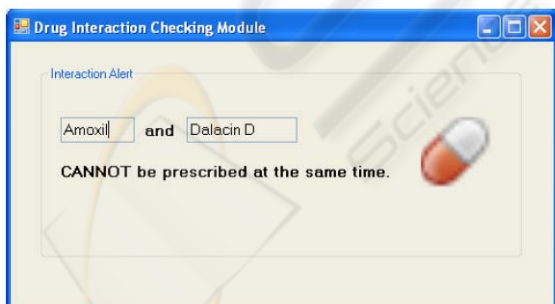 Drug Interaction Checking Module
Interaction Alert
Amoxil and Dalacin D
CANNOT be prescribed at the same time.